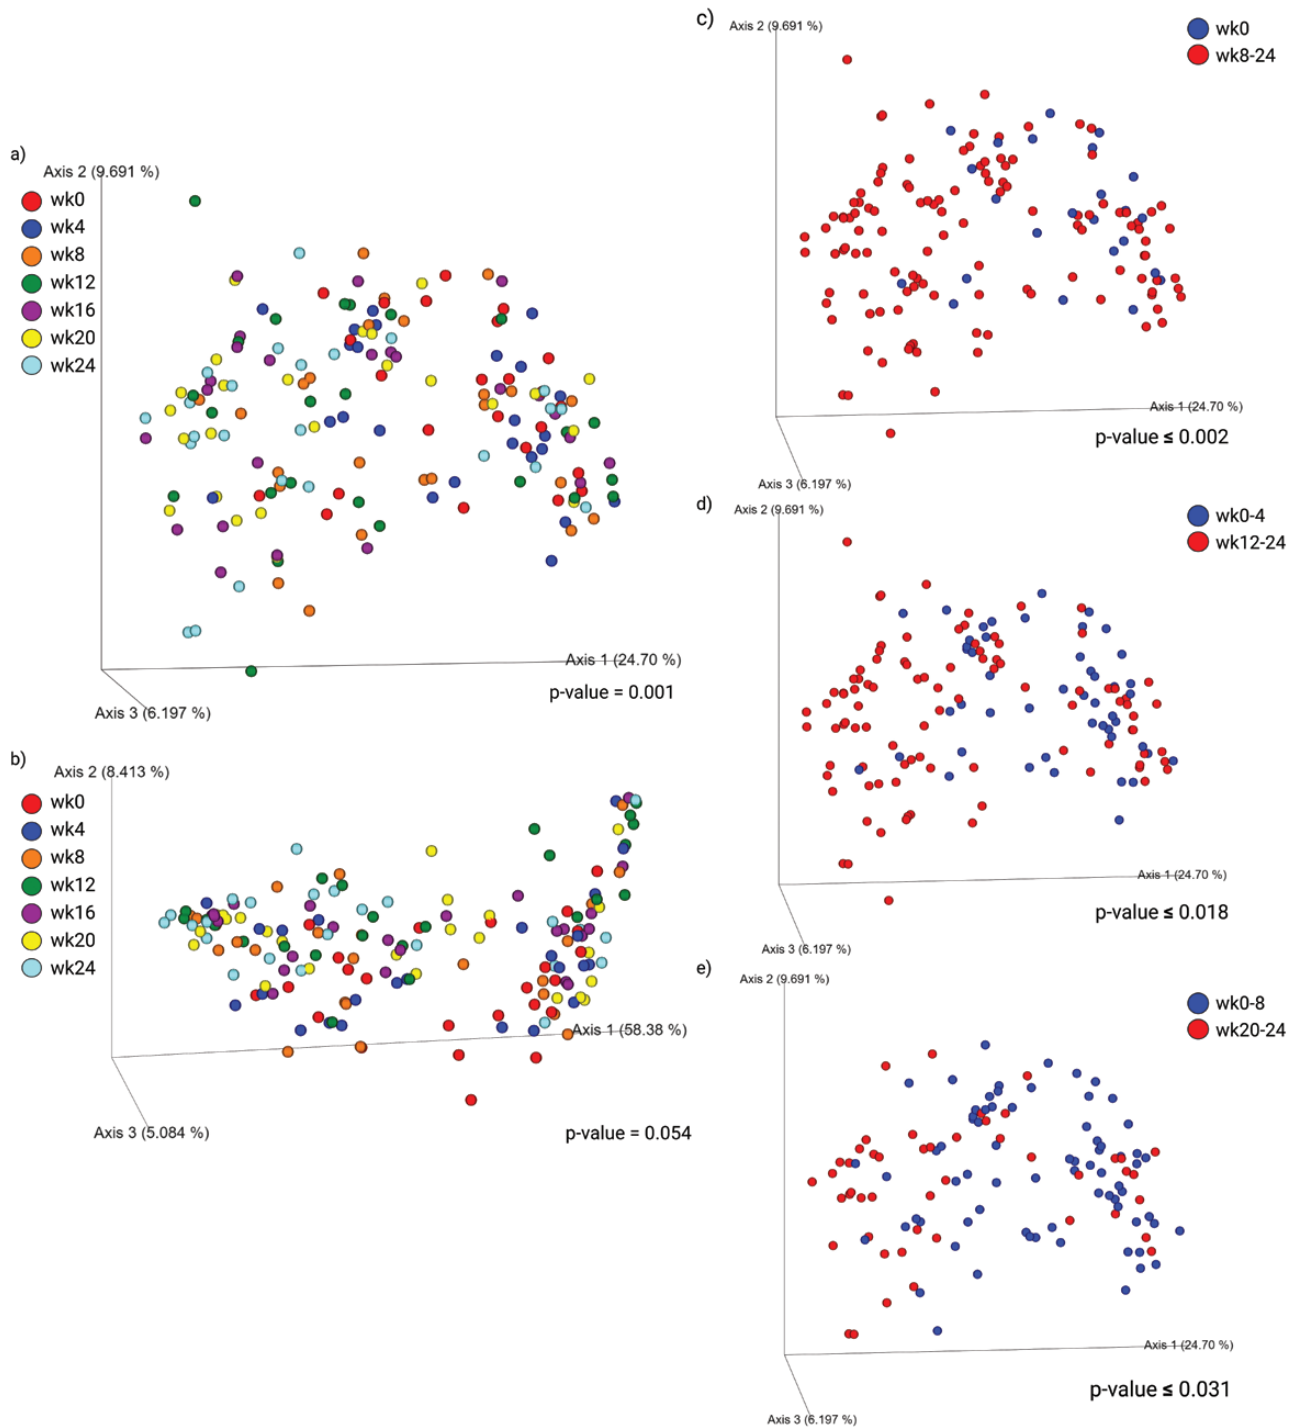 a)
Axis 2 (9.691 %)
wk0
wk4
wk8
wk12
wk16
wk20
wk24
Axis 1 (24.70 %)
p-value = 0.001
Axis 3 (6.197 %)
b)
Axis 2 (8.413 %)
wk0
wk4
wk8
wk12
wk16
wk20
wk24
Axis 1 (58.38 %)
Axis 3 (5.084 %)
p-value = 0.054
c)
Axis 2 (9.691 %)
wk0
wk8-24
Axis 1 (24.70 %)
p-value ≤ 0.002
Axis 3 (6.197 %)
d)
Axis 2 (9.691 %)
wk0-4
wk12-24
Axis 1 (24.70 %)
p-value ≤ 0.018
Axis 3 (6.197 %)
e)
Axis 2 (9.691 %)
wk0-8
wk20-24
Axis 1 (24.70 %)
p-value ≤ 0.031
Axis 3 (6.197 %)